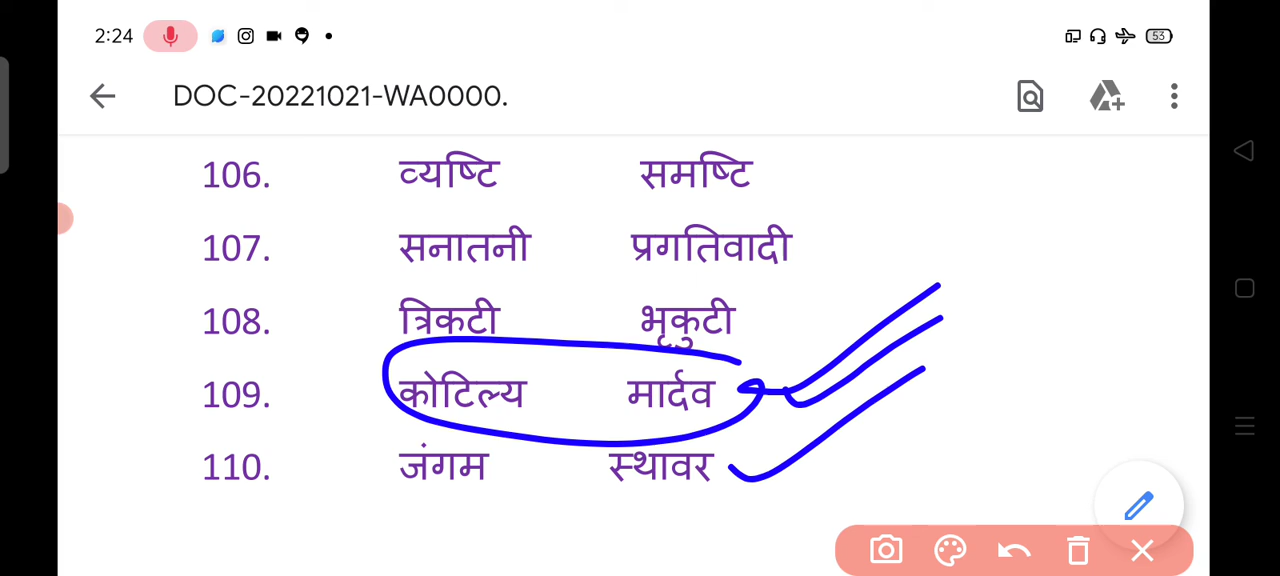 2:24 53
DOC-20221021-WA0000.
106. व्यष्टि समष्टि
107. सनातनी प्रगतिवादी
108. त्रिकटी भृकुटी
109. कोटिल्य मार्दव
110. जंगम स्थावर